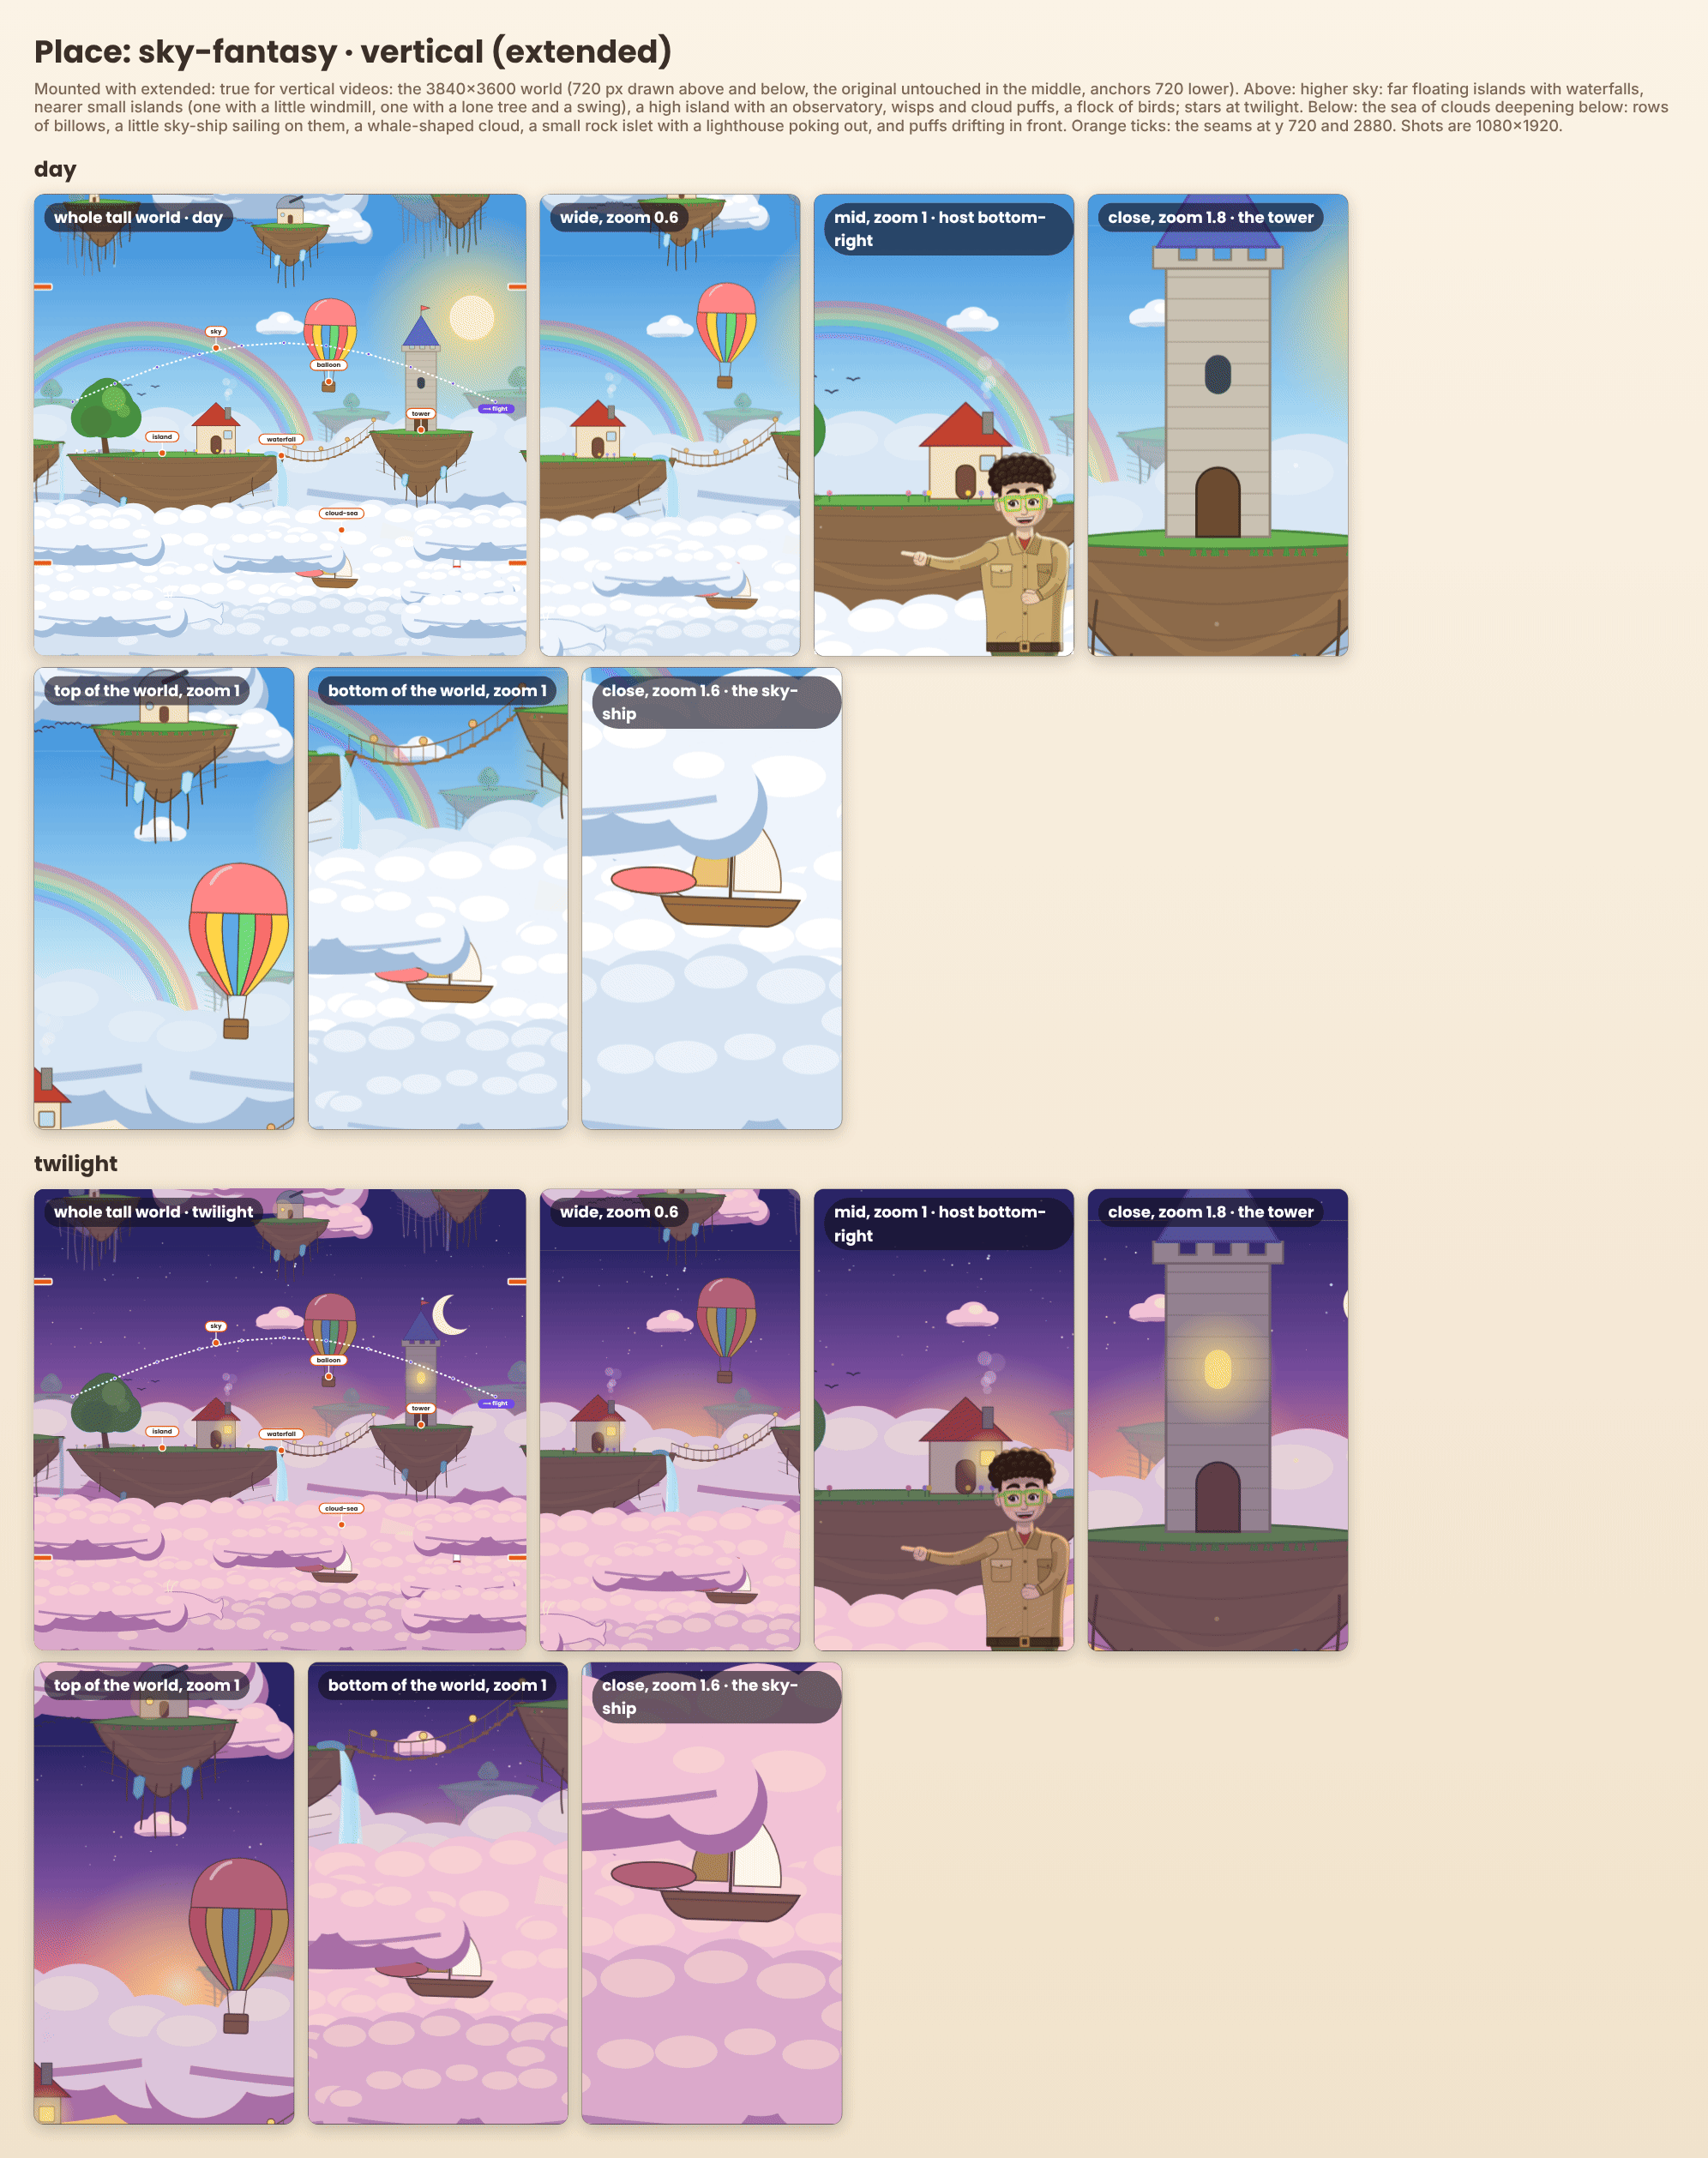 Place: sky-fantasy · vertical (extended)
Mounted with extended: true for vertical videos: the 3840×3600 world (720 px drawn above and below, the original untouched in the middle, anchors 720 lower). Above: higher sky: far floating islands with waterfalls,
nearer small islands (one with a little windmill, one with a lone tree and a swing), a high island with an observatory, wisps and cloud puffs, a flock of birds; stars at twilight. Below: the sea of clouds deepening below: rows
of billows, a little sky-ship sailing on them, a whale-shaped cloud, a small rock islet with a lighthouse poking out, and puffs drifting in front. Orange ticks: the seams at y 720 and 2880. Shots are 1080×1920.
day
whole tall world · day
sky
balloon
flight
tower
island
waterfall
cloud-sea
wide, zoom 0.6
mid, zoom 1 · host bottom-
right
close, zoom 1.8 · the tower
top of the world, zoom 1
bottom of the world, zoom 1
close, zoom 1.6 · the sky-
ship
twilight
whole tall world · twilight
sky
balloon
flight
tower
island
waterfall
cloud-sea
wide, zoom 0.6
mid, zoom 1 · host bottom-
right
close, zoom 1.8 · the tower
top of the world, zoom 1
bottom of the world, zoom 1
close, zoom 1.6 · the sky-
ship